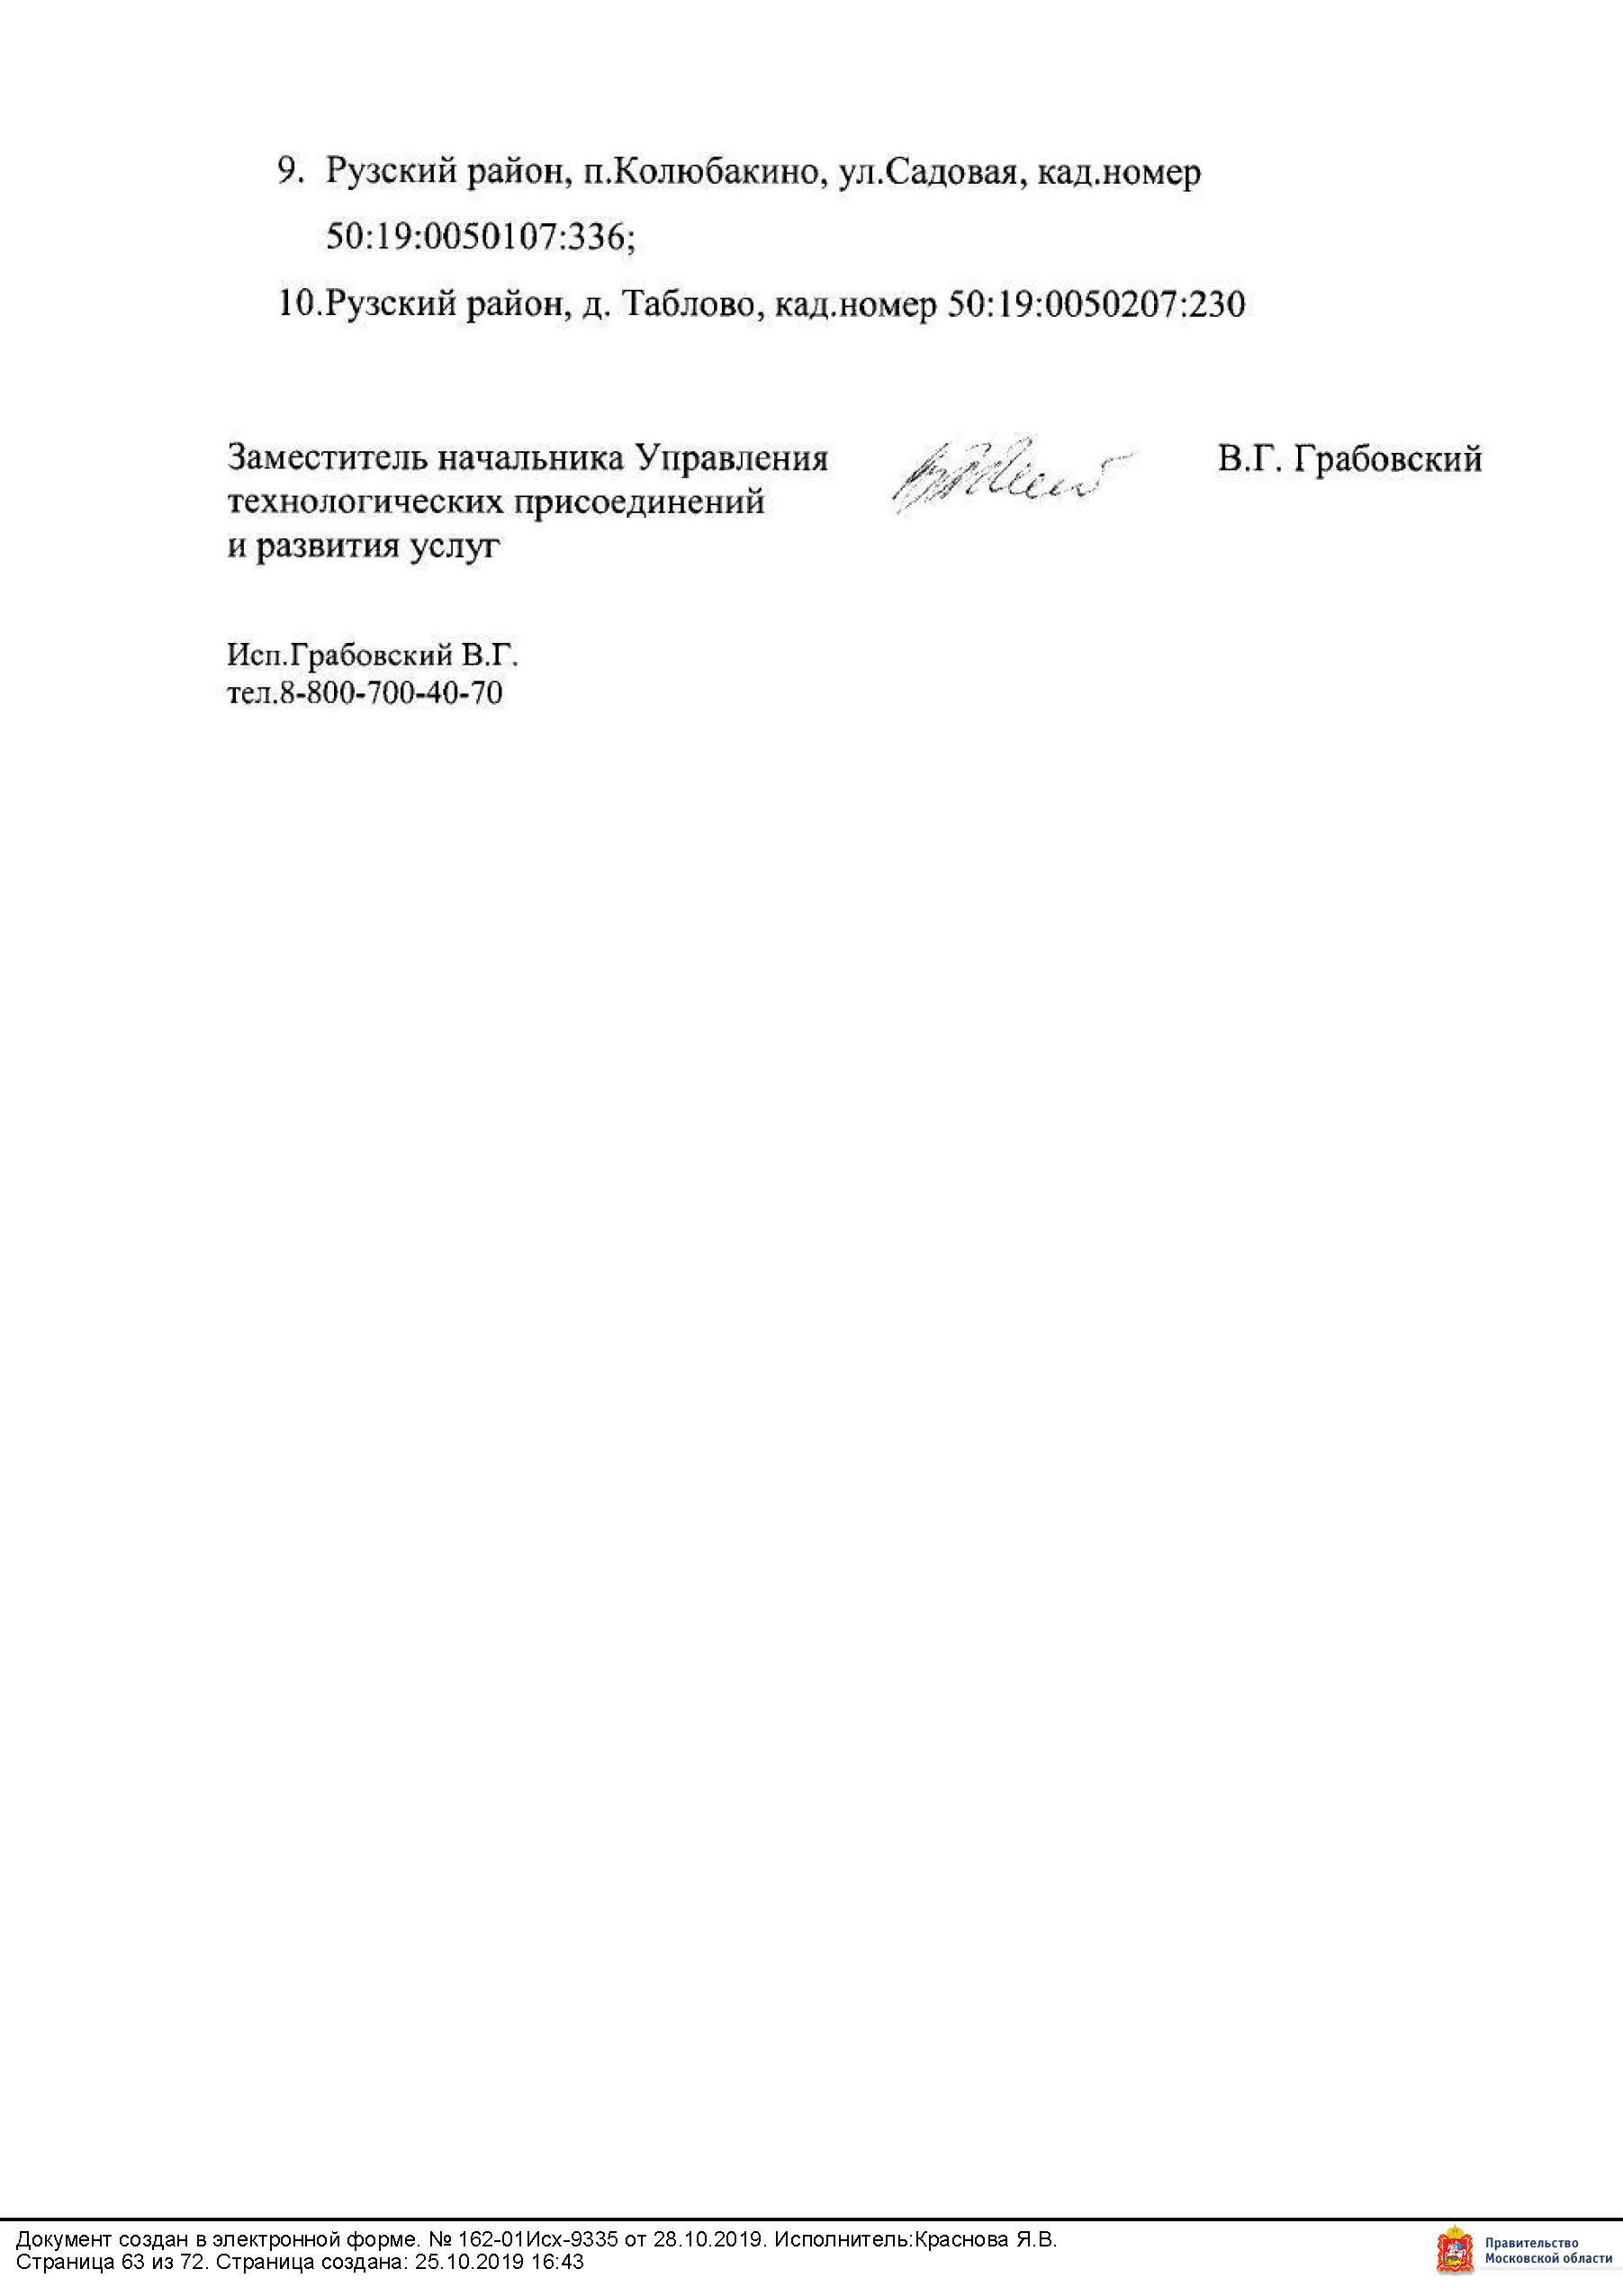 9. Рузский район, п.Колюбакино, ул.Садовая, кад.номер
50:19:0050107:336;
10.Рузский район, д. Таблово, кад.номер 50:19:0050207:230
Заместитель начальника Управления
технологических присоединений
и развития услуг
В.Г. Грабовский
Исп.Грабовский В.Г.
тел.8-800-700-40-70
Документ создан в электронной форме. № 162-01Исх-9335 от 28.10.2019. Исполнитель:Краснова Я.В.
Страница 63 из 72. Страница создана: 25.10.2019 16:43
Правительство
Московской области